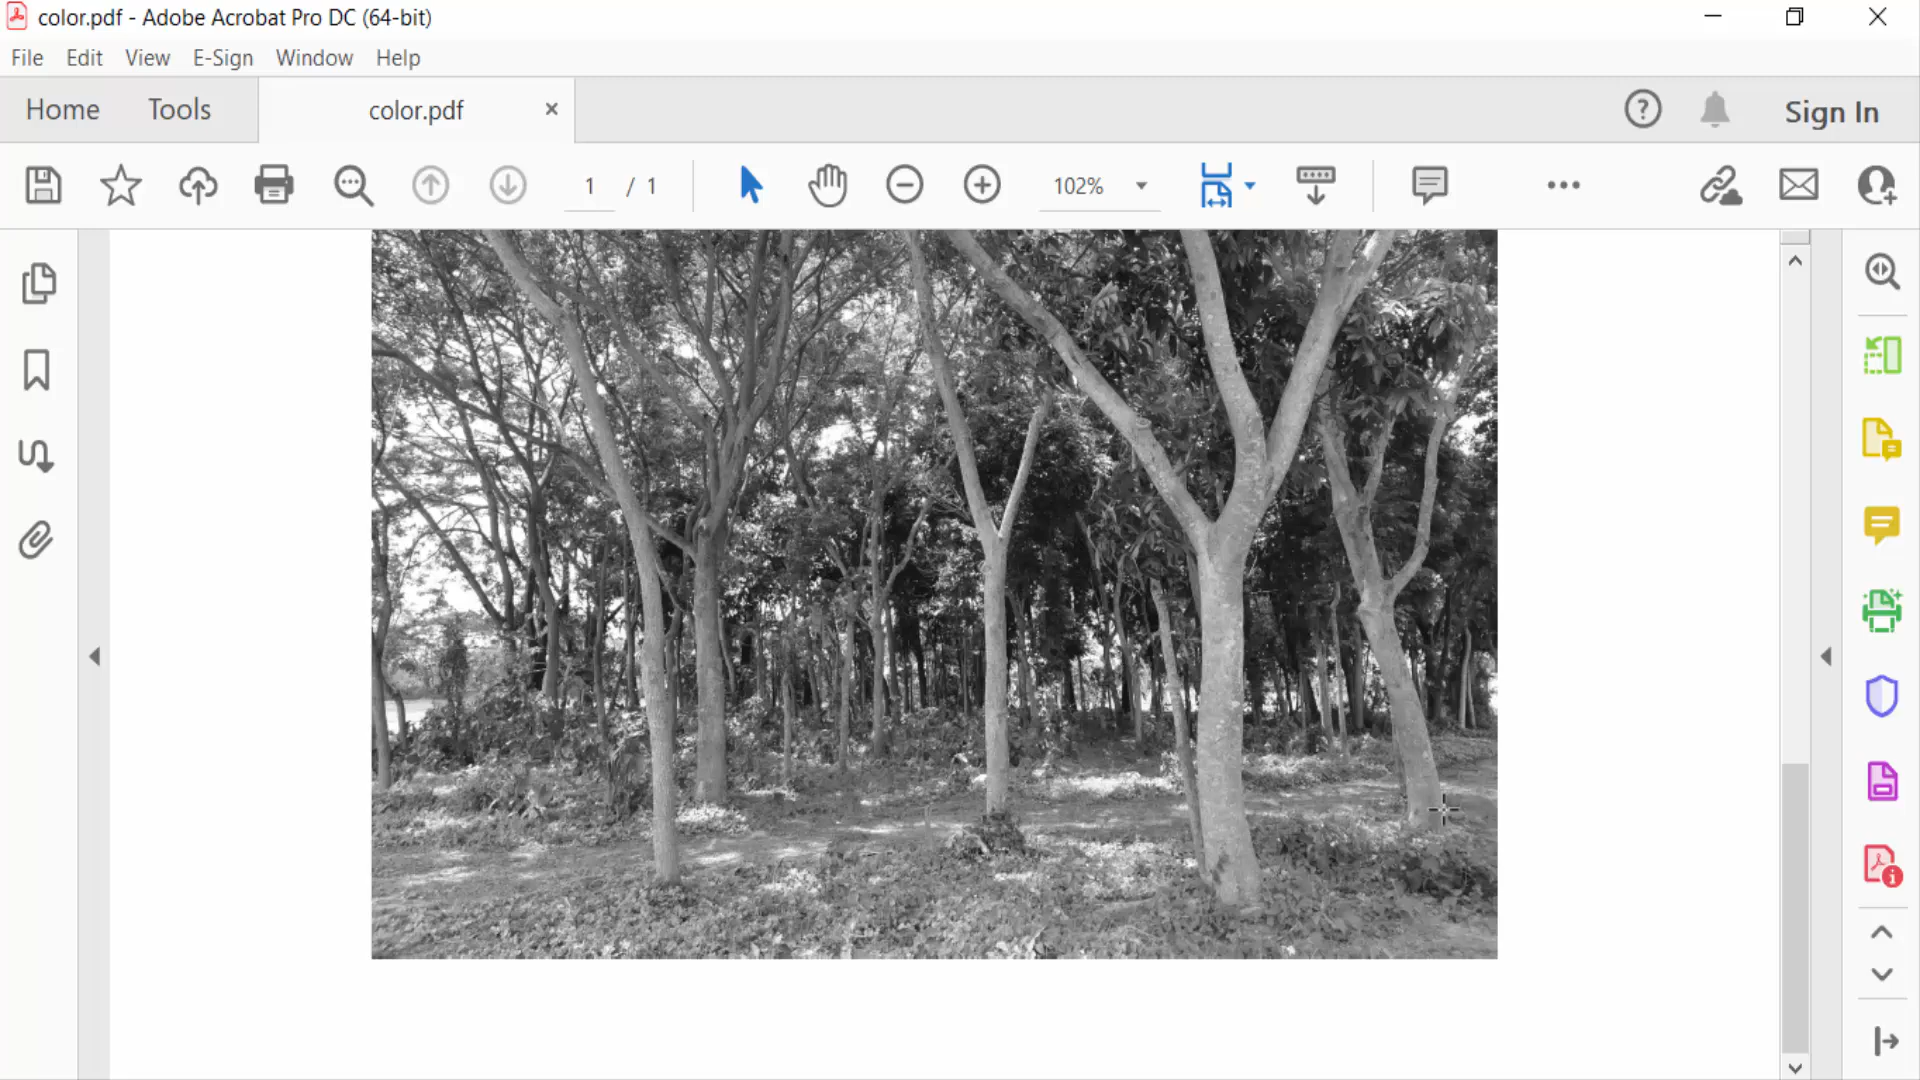 color.pdf - Adobe Acrobat Pro DC (64-bit)
File Edit View E-Sign Window Help
Home Tools color.pdf Sign In
1 / 1 102%